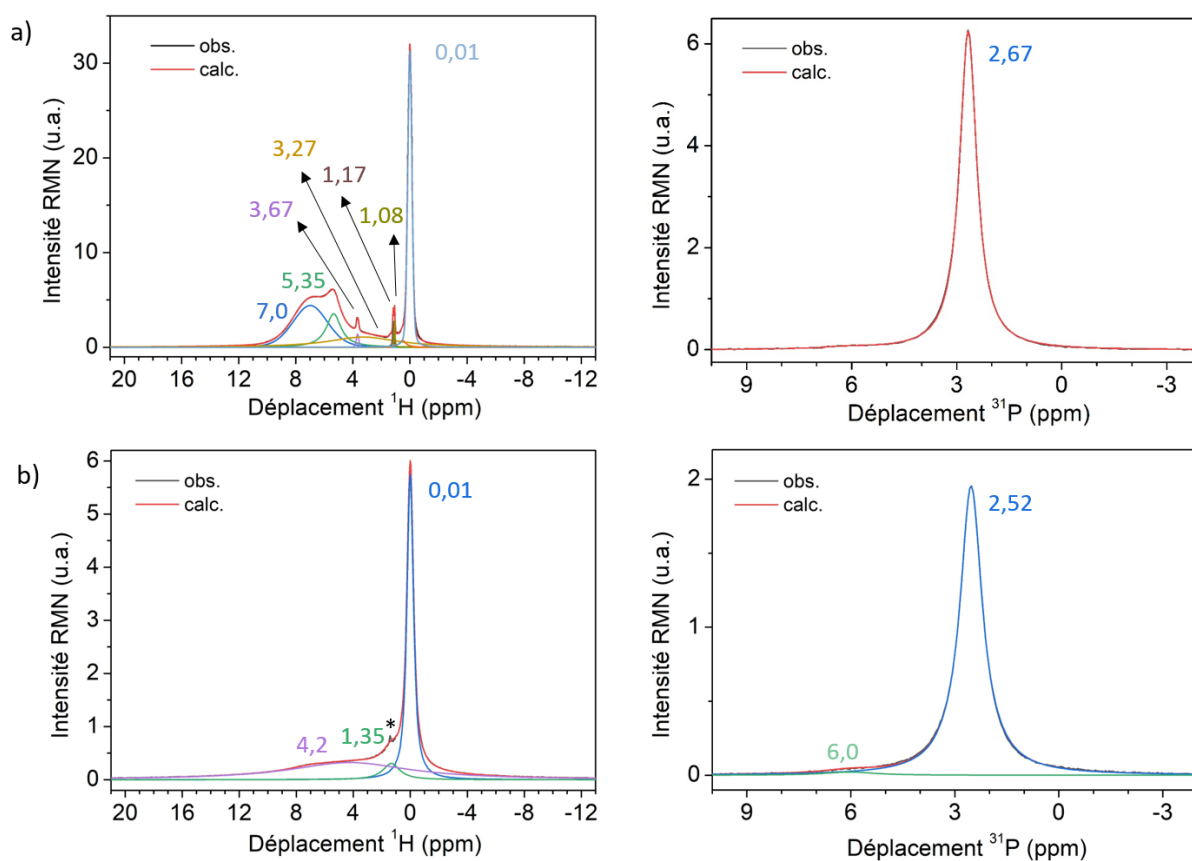 a)
Intensité RMN (u.a.)
30
20
10
0
obs.
calc.
0,01
3,27
1,17
3,67
1,08
5,35
7,0
20 16 12 8 4 0 -4 -8 -12
Déplacement ¹H (ppm)
Intensité RMN (u.a.)
6
4
2
0
obs.
calc.
2,67
9 6 3 0 -3
Déplacement ³¹P (ppm)
b)
Intensité RMN (u.a.)
6
5
4
3
2
1
0
obs.
calc.
0,01
*
1,35
4,2
20 16 12 8 4 0 -4 -8 -12
Déplacement ¹H (ppm)
Intensité RMN (u.a.)
2
1
0
obs.
calc.
2,52
6,0
9 6 3 0 -3
Déplacement ³¹P (ppm)